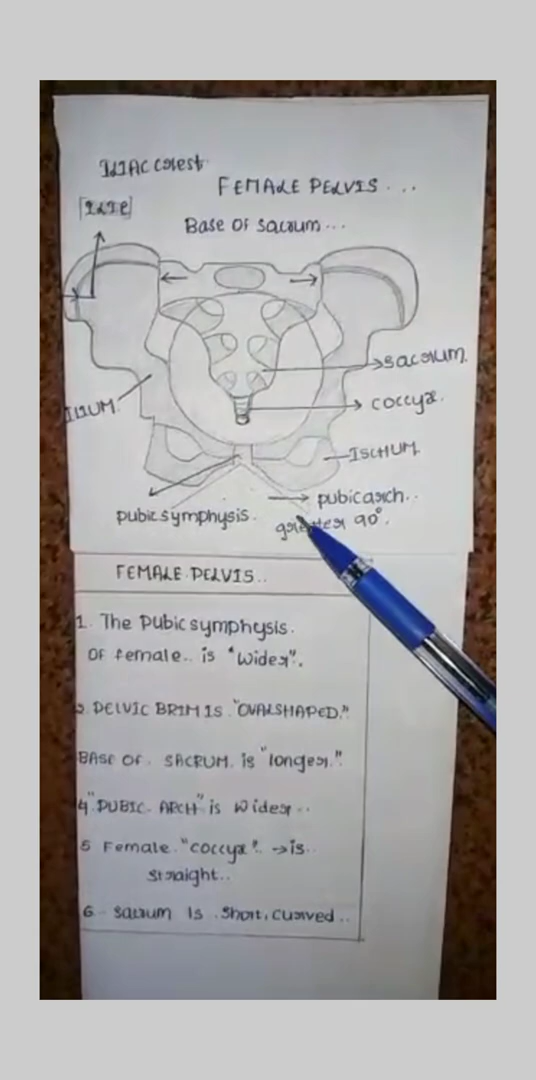 ILIAC crest
FEMALE PELVIS ...
Base of sacrum...
sacrum.
coccyx.
ILIUM.
ISCHUM
pubic symphysis.
pubic arch..
greater 90°.
FEMALE PELVIS..
1. The Pubic symphysis.
OF female.. is "wider".
2. PELVIC BRIM IS "OVALSHAPED."
BASE OF. SACRUM. is "longer."
4 "PUBIC. ARCH" is wider..
5 Female "coccyx". →is..
straight..
6. sacrum Is short, curved..